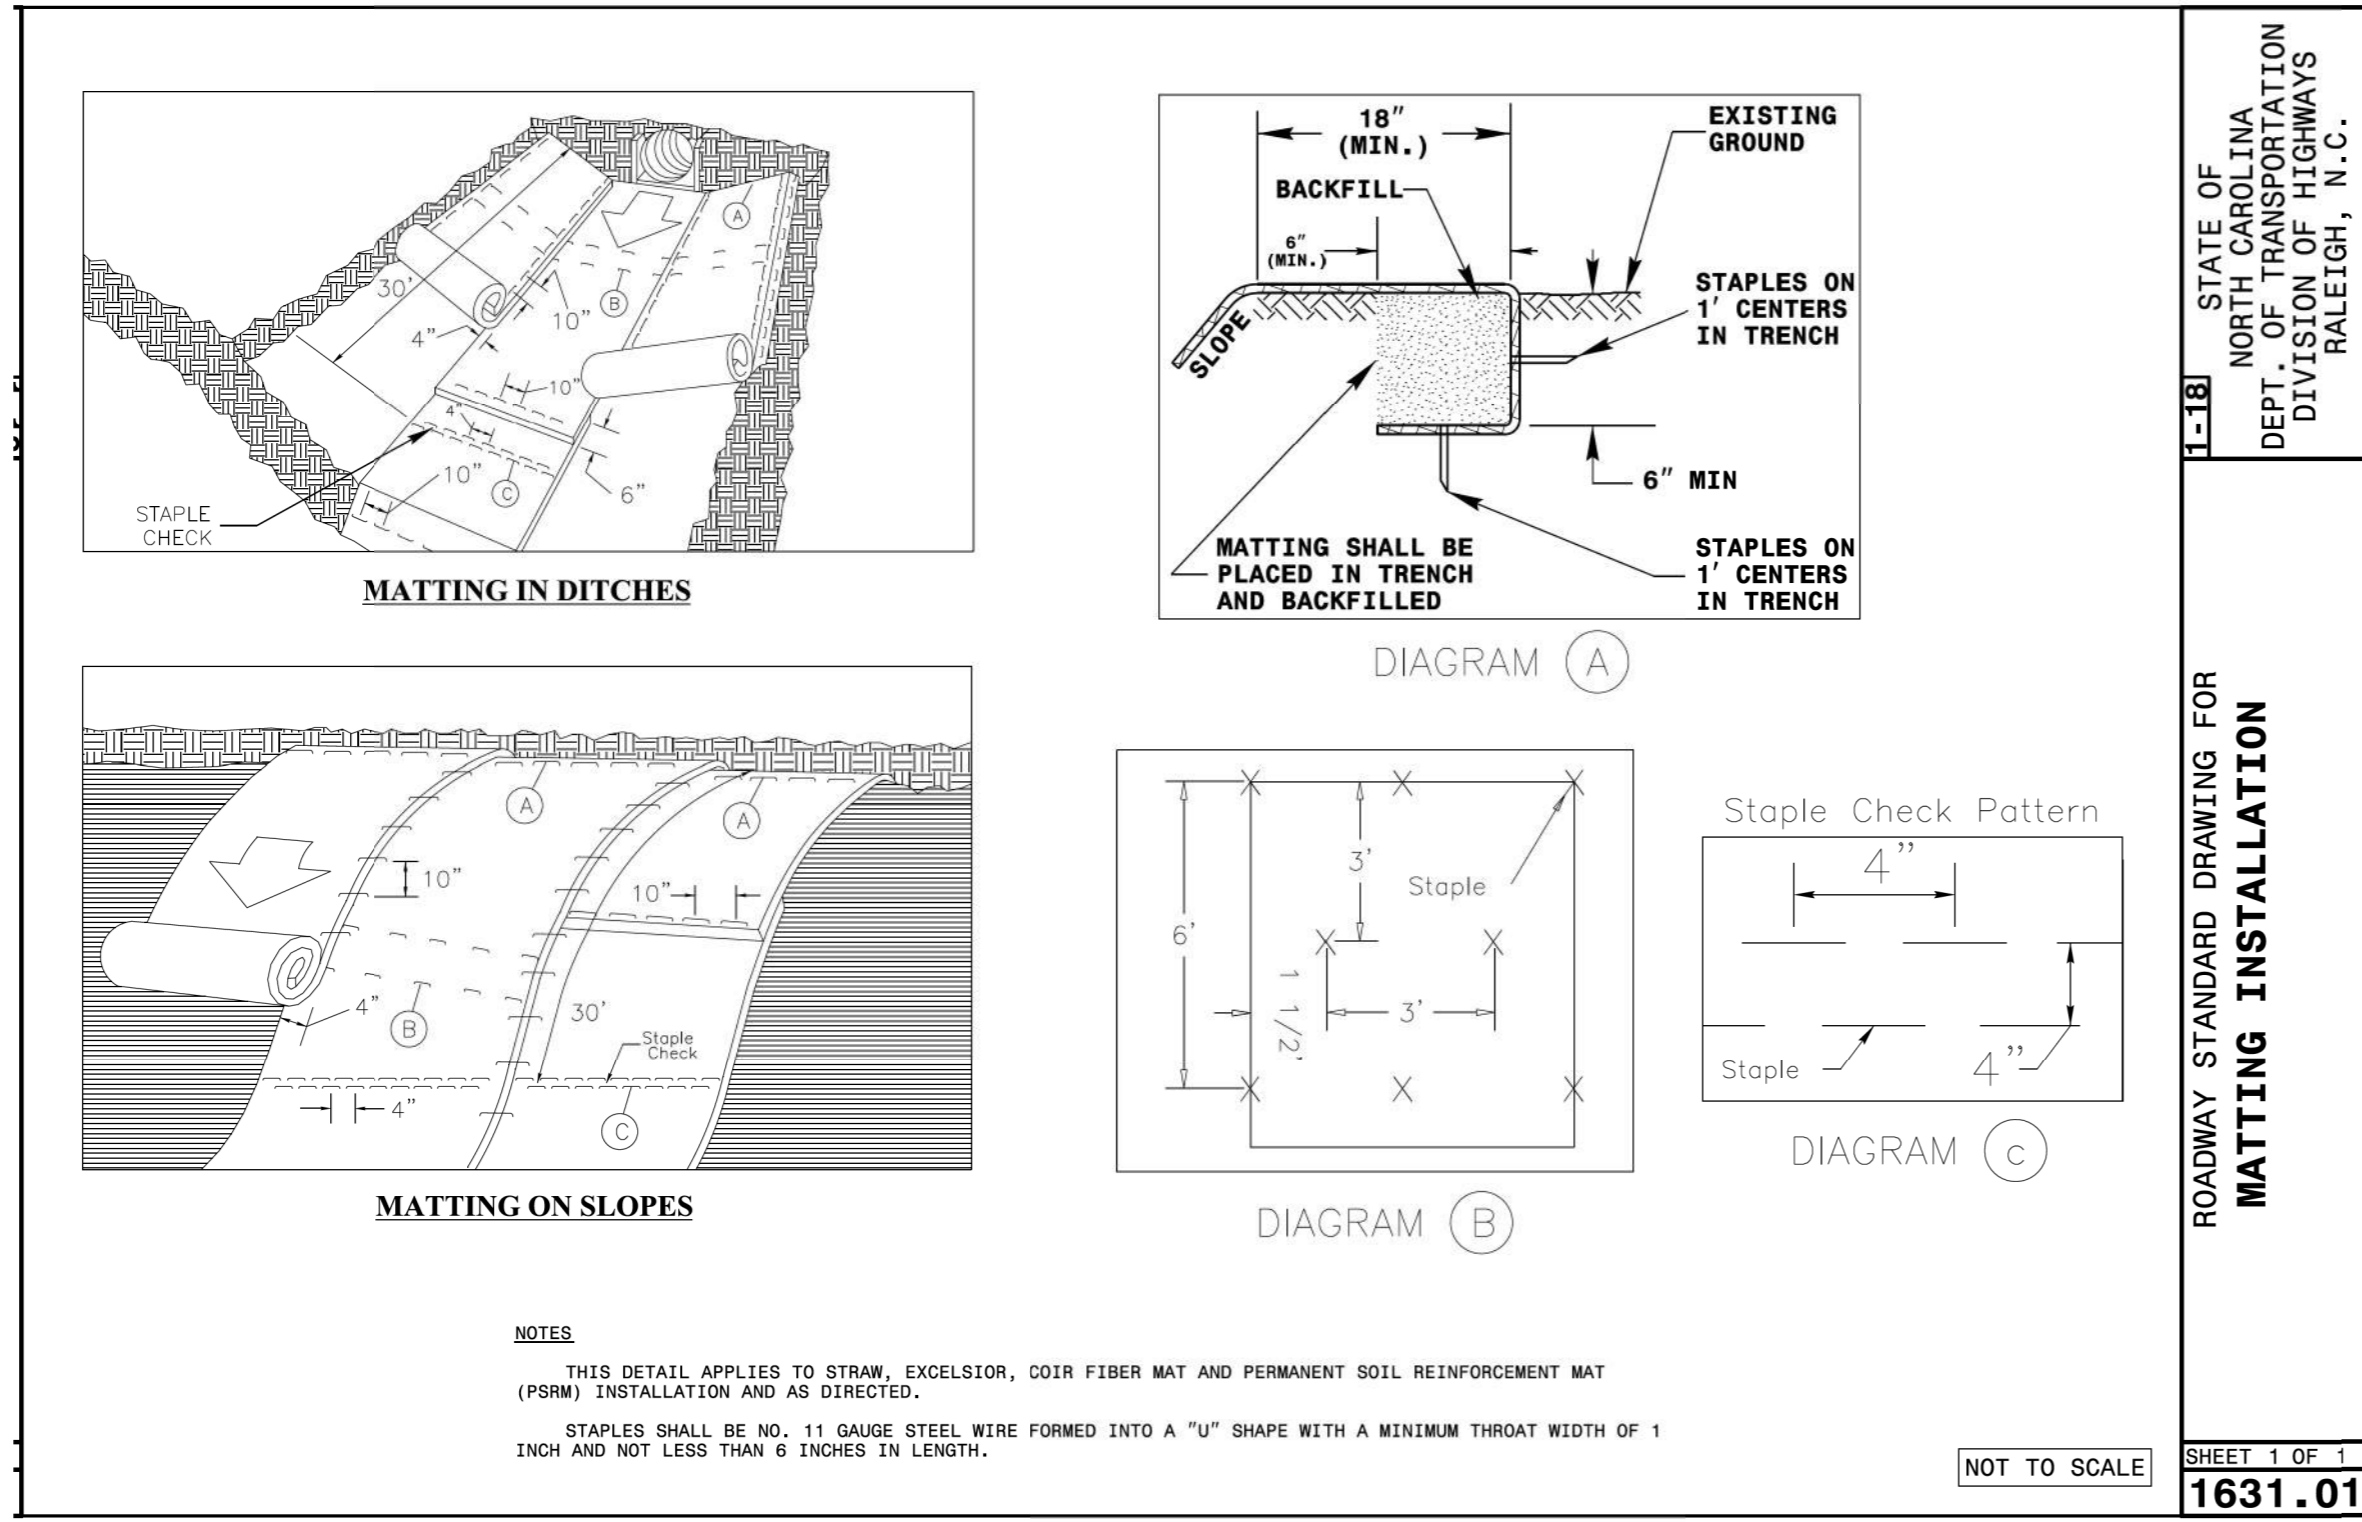 30'
4"
10"
A
B
10"
4"
10"
C
6"
STAPLE
CHECK
MATTING IN DITCHES
18"
(MIN.)
EXISTING
GROUND
BACKFILL
6"
(MIN.)
STAPLES ON
1' CENTERS
IN TRENCH
SLOPE
6" MIN
MATTING SHALL BE
PLACED IN TRENCH
AND BACKFILLED
STAPLES ON
1' CENTERS
IN TRENCH
DIAGRAM A
A
A
10"
10"
4"
B
30'
Staple
Check
4"
C
MATTING ON SLOPES
3'
Staple
6'
1 1/2'
3'
DIAGRAM B
Staple Check Pattern
4"
Staple
4"
DIAGRAM C
NOTES
THIS DETAIL APPLIES TO STRAW, EXCELSIOR, COIR FIBER MAT AND PERMANENT SOIL REINFORCEMENT MAT
(PSRM) INSTALLATION AND AS DIRECTED.
STAPLES SHALL BE NO. 11 GAUGE STEEL WIRE FORMED INTO A "U" SHAPE WITH A MINIMUM THROAT WIDTH OF 1
INCH AND NOT LESS THAN 6 INCHES IN LENGTH.
NOT TO SCALE
1-18
STATE OF
NORTH CAROLINA
DEPT. OF TRANSPORTATION
DIVISION OF HIGHWAYS
RALEIGH, N.C.
ROADWAY STANDARD DRAWING FOR
MATTING INSTALLATION
SHEET 1 OF 1
1631.01